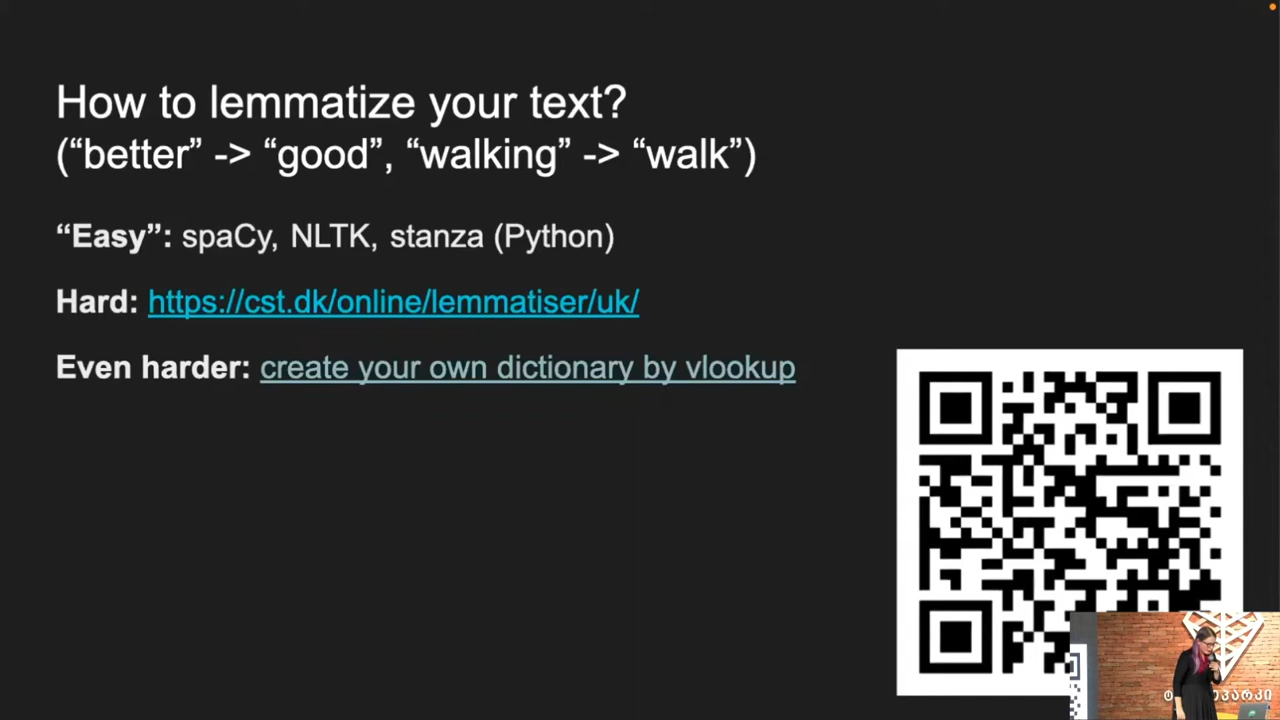 How to lemmatize your text?
(“better” -> “good”, “walking” -> “walk”)
“Easy”: spaCy, NLTK, stanza (Python)
Hard: https://cst.dk/online/lemmatiser/uk/
Even harder: create your own dictionary by vlookup